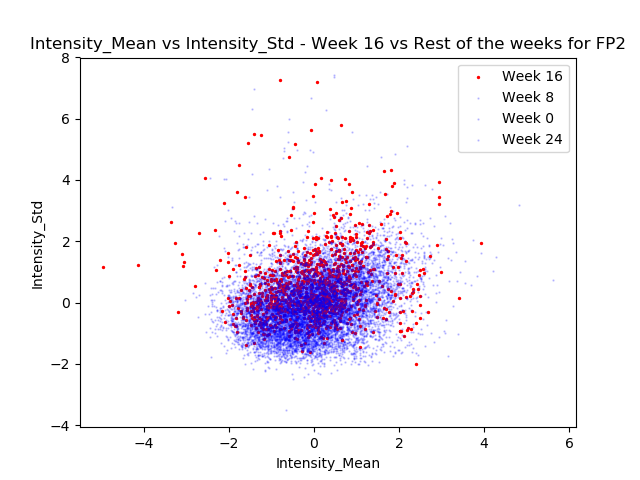 Intensity_Mean vs Intensity_Std - Week 16 vs Rest of the weeks for FP2
8
6
4
2
0
−2
−4
Intensity_Std
Week 16
Week 8
Week 0
Week 24
−4 −2 0 2 4 6
Intensity_Mean